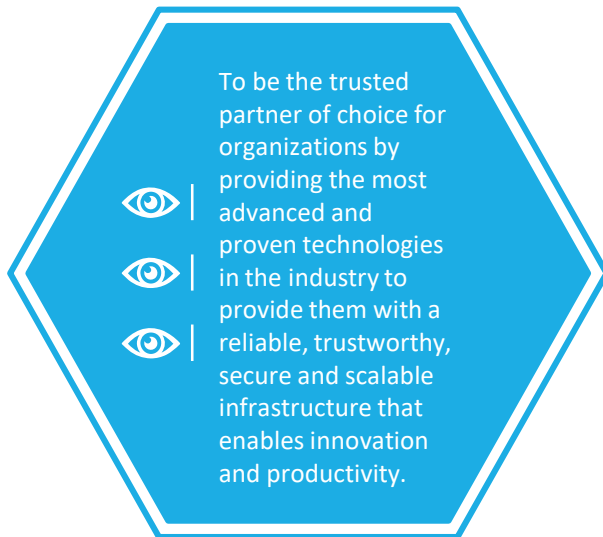 To be the trusted
partner of choice for
organizations by
providing the most
advanced and
proven technologies
in the industry to
provide them with a
reliable, trustworthy,
secure and scalable
infrastructure that
enables innovation
and productivity.